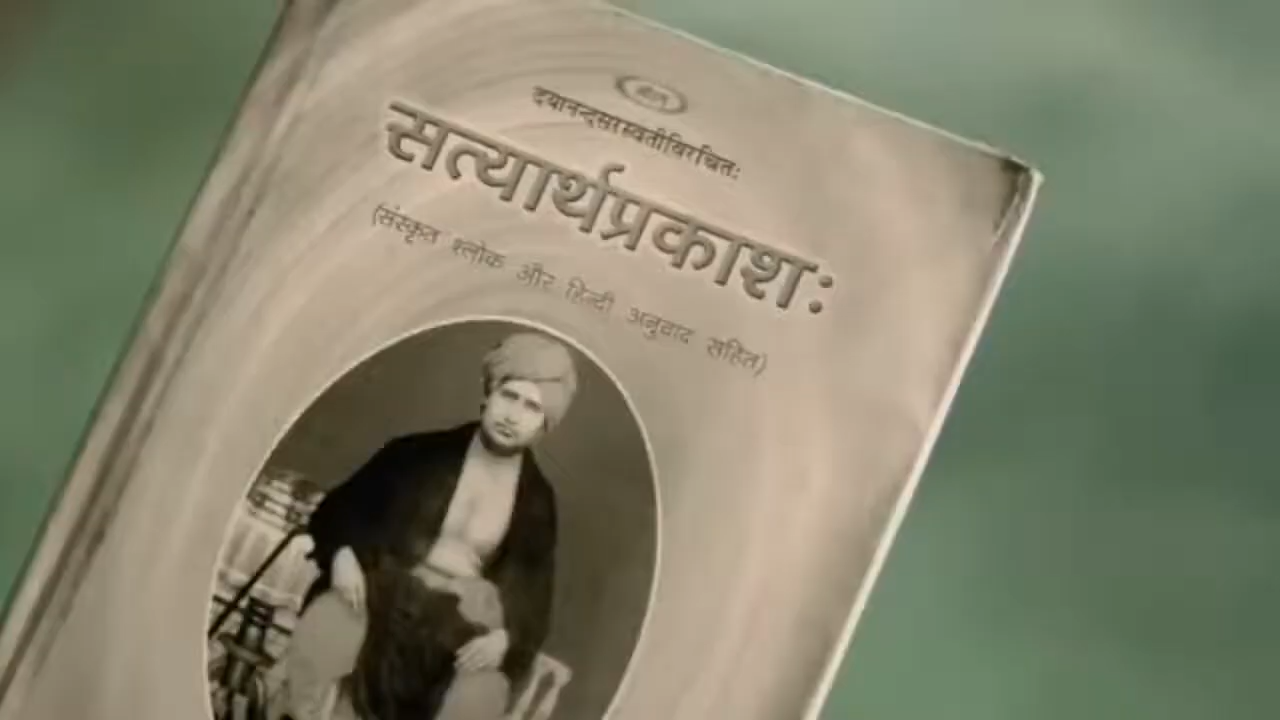 दयानन्दसरस्वतीविरचितः
सत्यार्थप्रकाशः
(संस्कृत श्लोक और हिन्दी अनुवाद सहित)